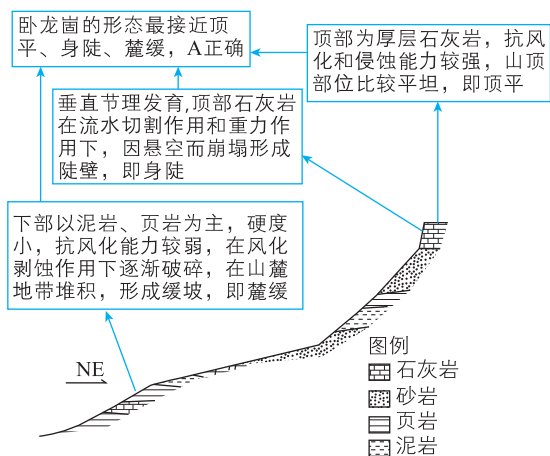 卧龙崮的形态最接近顶
平、身陡、麓缓，A正确
顶部为厚层石灰岩，抗风
化和侵蚀能力较强，山顶
部位比较平坦，即顶平
垂直节理发育,顶部石灰岩
在流水切割作用和重力作
用下，因悬空而崩塌形成
陡壁，即身陡
下部以泥岩、页岩为主，硬度
小，抗风化能力较弱，在风化
剥蚀作用下逐渐破碎，在山麓
地带堆积，形成缓坡，即麓缓
NE
图例
石灰岩
砂岩
页岩
泥岩